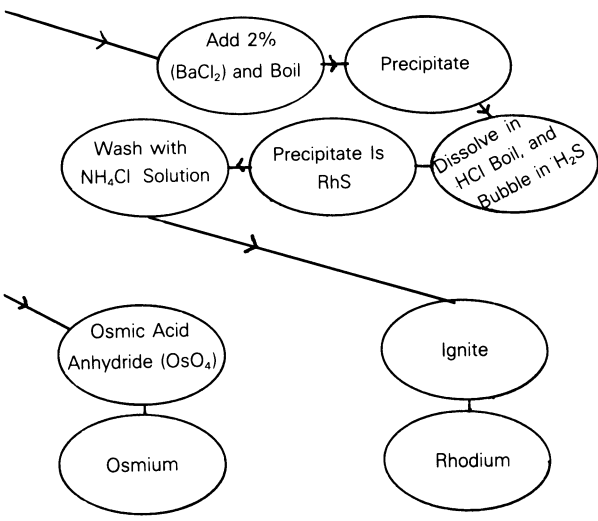 Add 2%
(BaCl₂) and Boil
Precipitate
Dissolve in
HCl Boil, and
Bubble in H₂S
Precipitate Is
RhS
Wash with
NH₄Cl Solution
Osmic Acid
Anhydride (OsO₄)
Ignite
Osmium
Rhodium